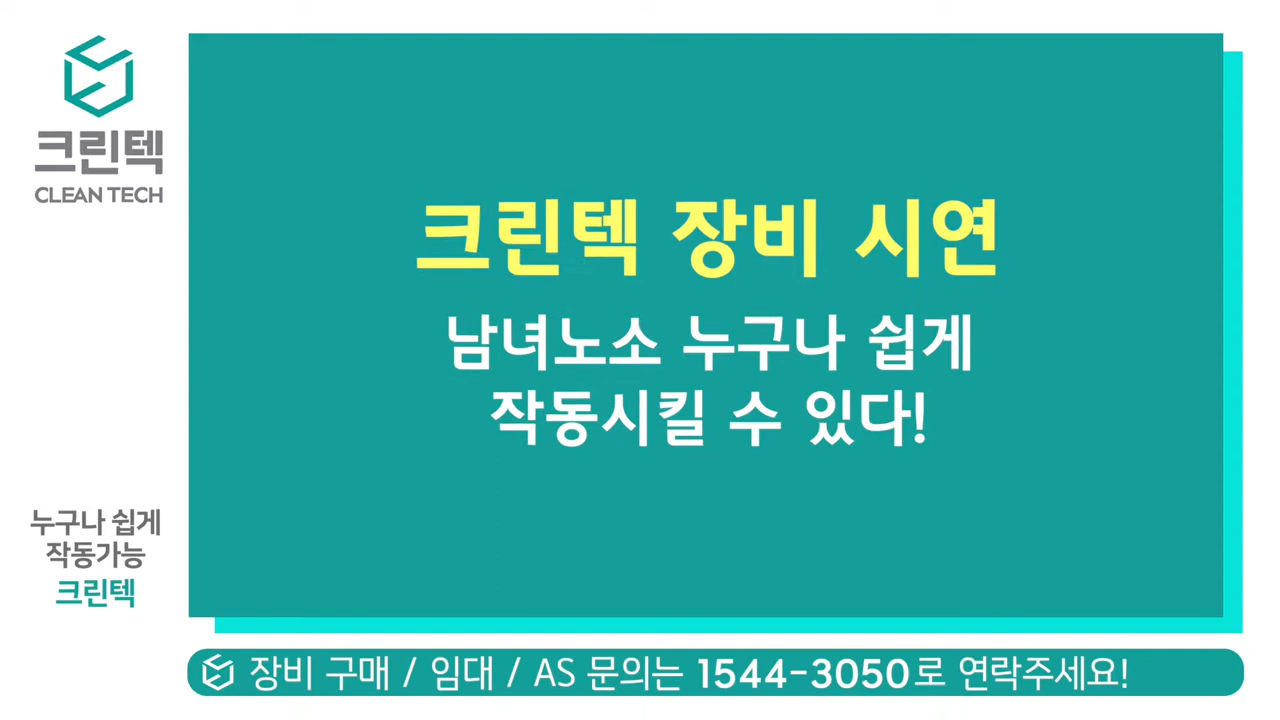 크린텍
CLEAN TECH
크린텍 장비 시연
남녀노소 누구나 쉽게
작동시킬 수 있다!
누구나 쉽게
작동가능
크린텍
장비 구매 / 임대 / AS 문의는 1544-3050로 연락주세요!